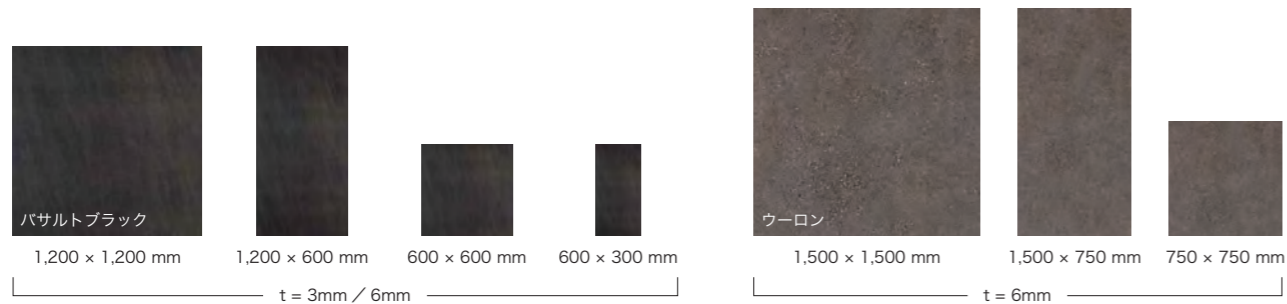 バサルトブラック
1,200 × 1,200 mm
1,200 × 600 mm
600 × 600 mm
600 × 300 mm
t = 3mm ／ 6mm
ウーロン
1,500 × 1,500 mm
1,500 × 750 mm
750 × 750 mm
t = 6mm